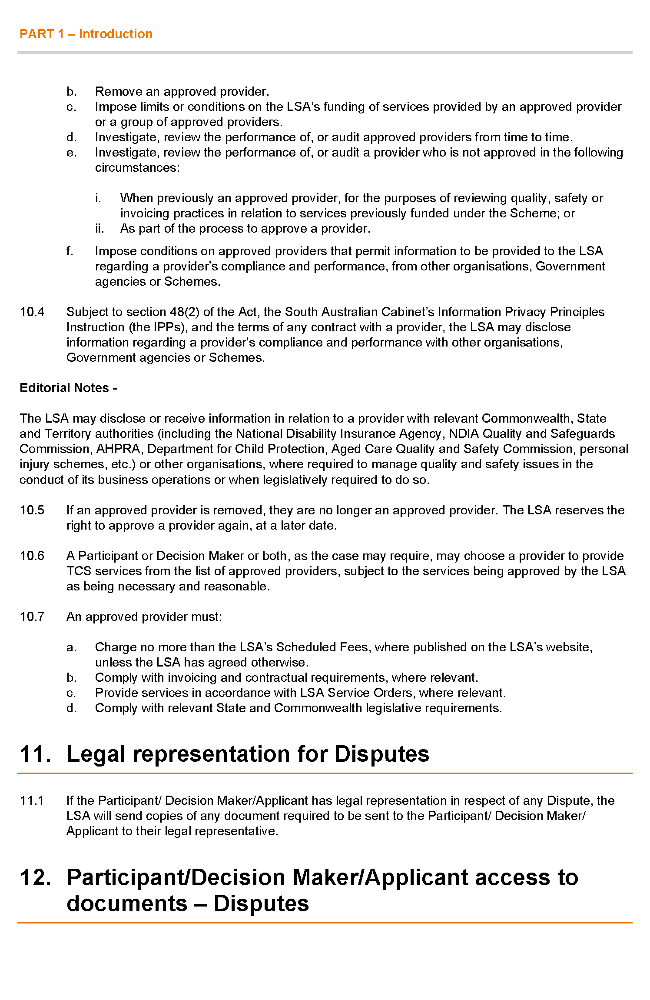 PART 1 – Introduction
b. Remove an approved provider.
c. Impose limits or conditions on the LSA’s funding of services provided by an approved provider
or a group of approved providers.
d. Investigate, review the performance of, or audit approved providers from time to time.
e. Investigate, review the performance of, or audit a provider who is not approved in the following
circumstances:
i. When previously an approved provider, for the purposes of reviewing quality, safety or
invoicing practices in relation to services previously funded under the Scheme; or
ii. As part of the process to approve a provider.
f. Impose conditions on approved providers that permit information to be provided to the LSA
regarding a provider’s compliance and performance, from other organisations, Government
agencies or Schemes.
10.4 Subject to section 48(2) of the Act, the South Australian Cabinet’s Information Privacy Principles
Instruction (the IPPs), and the terms of any contract with a provider, the LSA may disclose
information regarding a provider’s compliance and performance with other organisations,
Government agencies or Schemes.
Editorial Notes -
The LSA may disclose or receive information in relation to a provider with relevant Commonwealth, State
and Territory authorities (including the National Disability Insurance Agency, NDIA Quality and Safeguards
Commission, AHPRA, Department for Child Protection, Aged Care Quality and Safety Commission, personal
injury schemes, etc.) or other organisations, where required to manage quality and safety issues in the
conduct of its business operations or when legislatively required to do so.
10.5 If an approved provider is removed, they are no longer an approved provider. The LSA reserves the
right to approve a provider again, at a later date.
10.6 A Participant or Decision Maker or both, as the case may require, may choose a provider to provide
TCS services from the list of approved providers, subject to the services being approved by the LSA
as being necessary and reasonable.
10.7 An approved provider must:
a. Charge no more than the LSA’s Scheduled Fees, where published on the LSA’s website,
unless the LSA has agreed otherwise.
b. Comply with invoicing and contractual requirements, where relevant.
c. Provide services in accordance with LSA Service Orders, where relevant.
d. Comply with relevant State and Commonwealth legislative requirements.
11. Legal representation for Disputes
11.1 If the Participant/ Decision Maker/Applicant has legal representation in respect of any Dispute, the
LSA will send copies of any document required to be sent to the Participant/ Decision Maker/
Applicant to their legal representative.
12. Participant/Decision Maker/Applicant access to
documents – Disputes